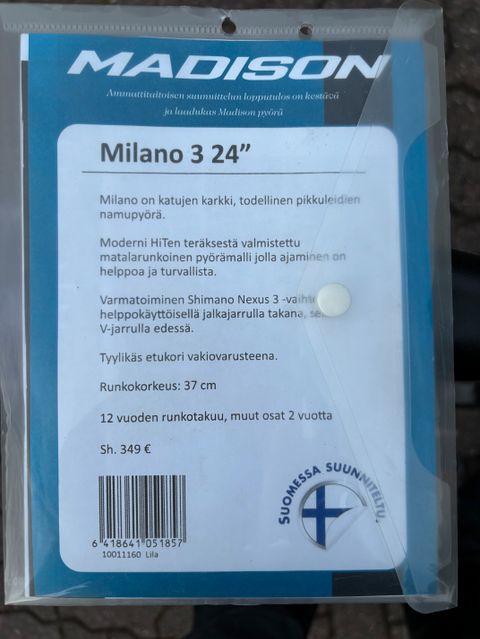 MADISON
Ammattitaitoisen suunnittelun lopputulos on kestävä
ja laadukas Madison pyörä
Milano 3 24”
Milano on katujen karkki, todellinen pikkuleidien
namupyörä.
Moderni HiTen teräksestä valmistettu
matalarunkoinen pyörämalli jolla ajaminen on
helppoa ja turvallista.
Varmatoiminen Shimano Nexus 3
helppokäyttöisellä jalkajarrulla takana,
V-jarrulla edessä.
Tyylikäs etukori vakiovarusteena.
Runkokorkeus: 37 cm
12 vuoden runkotakuu, muut osat 2 vuotta
Sh. 349 €
SUOMESSA SUUNNITELTU.
6 418641 051857
10011160 Lila